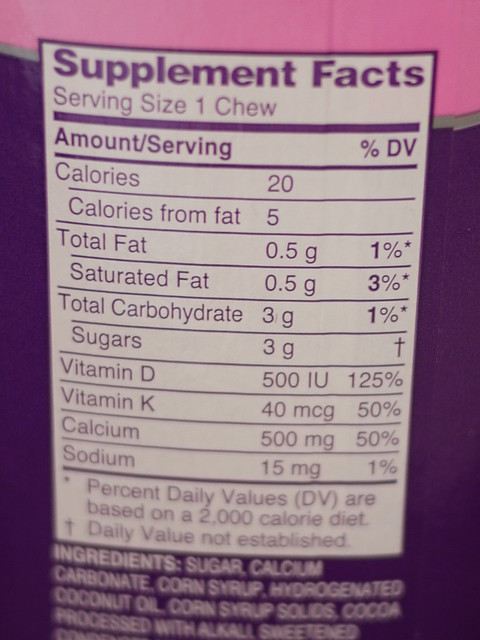 Supplement Facts
Serving Size 1 Chew
Amount/Serving % DV
Calories 20
Calories from fat 5
Total Fat 0.5 g 1%*
Saturated Fat 0.5 g 3%*
Total Carbohydrate 3 g 1%*
Sugars 3 g †
Vitamin D 500 IU 125%
Vitamin K 40 mcg 50%
Calcium 500 mg 50%
Sodium 15 mg 1%
* Percent Daily Values (DV) are
based on a 2,000 calorie diet.
† Daily Value not established.
INGREDIENTS: SUGAR, CALCIUM
CARBONATE, CORN SYRUP, HYDROGENATED
COCONUT OIL, CORN SYRUP SOLIDS, COCOA
PROCESSED WITH ALKALI, SWEETENED